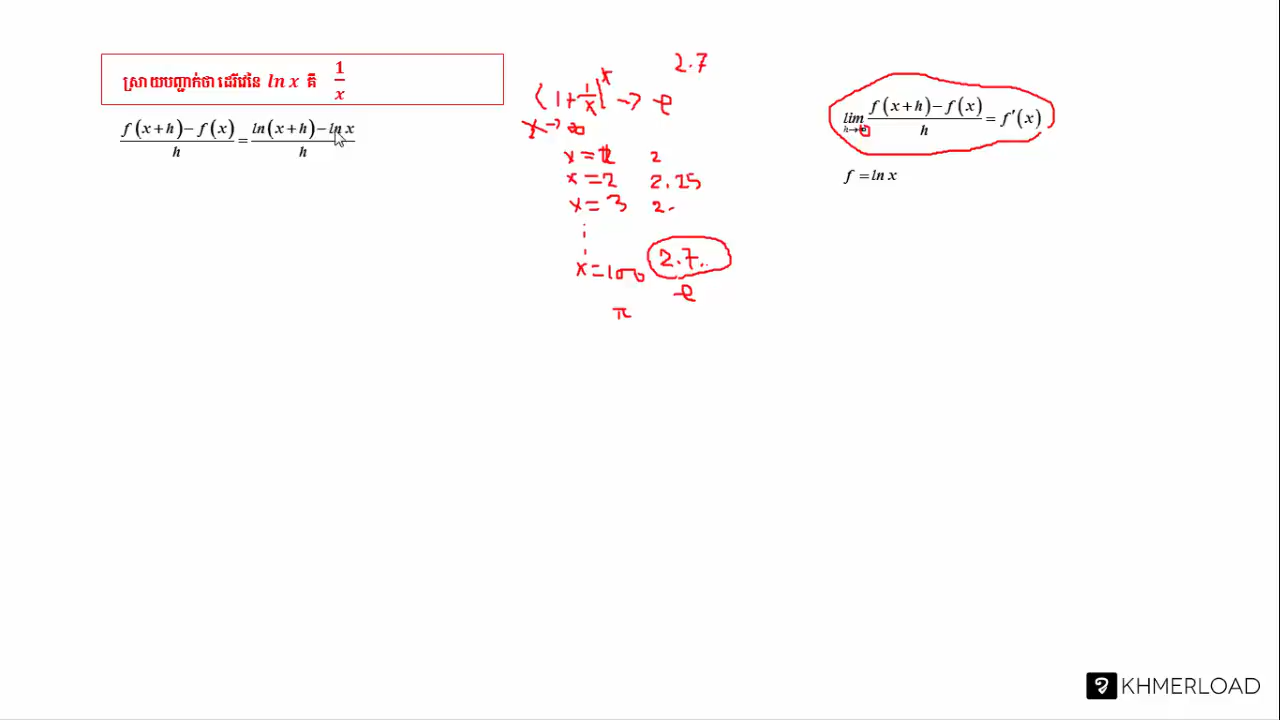 ស្រាយបញ្ជាក់ថា ដេរីវេនៃ ln x គឺ 1/x
(f(x+h)−f(x))/h = (ln(x+h)−ln x)/h
2.7
(1+1/x)^x → e
x→∞
x=1 2
x=2 2.25
x=3 2.
x=100 2.7..
e
π
lim h→0 (f(x+h)−f(x))/h = f'(x)
f = ln x
KHMERLOAD